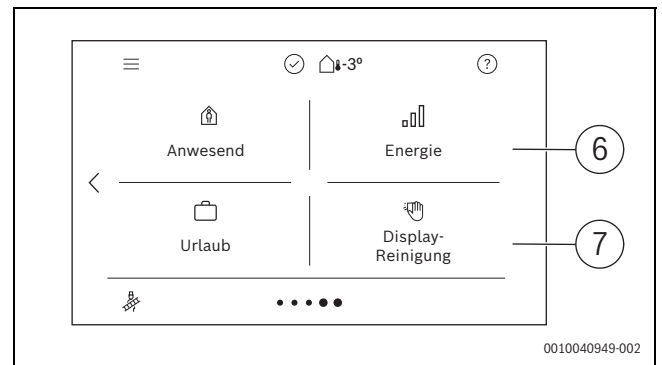 -3°
?
Anwesend
Energie
6
Urlaub
Display-
Reinigung
7
0010040949-002